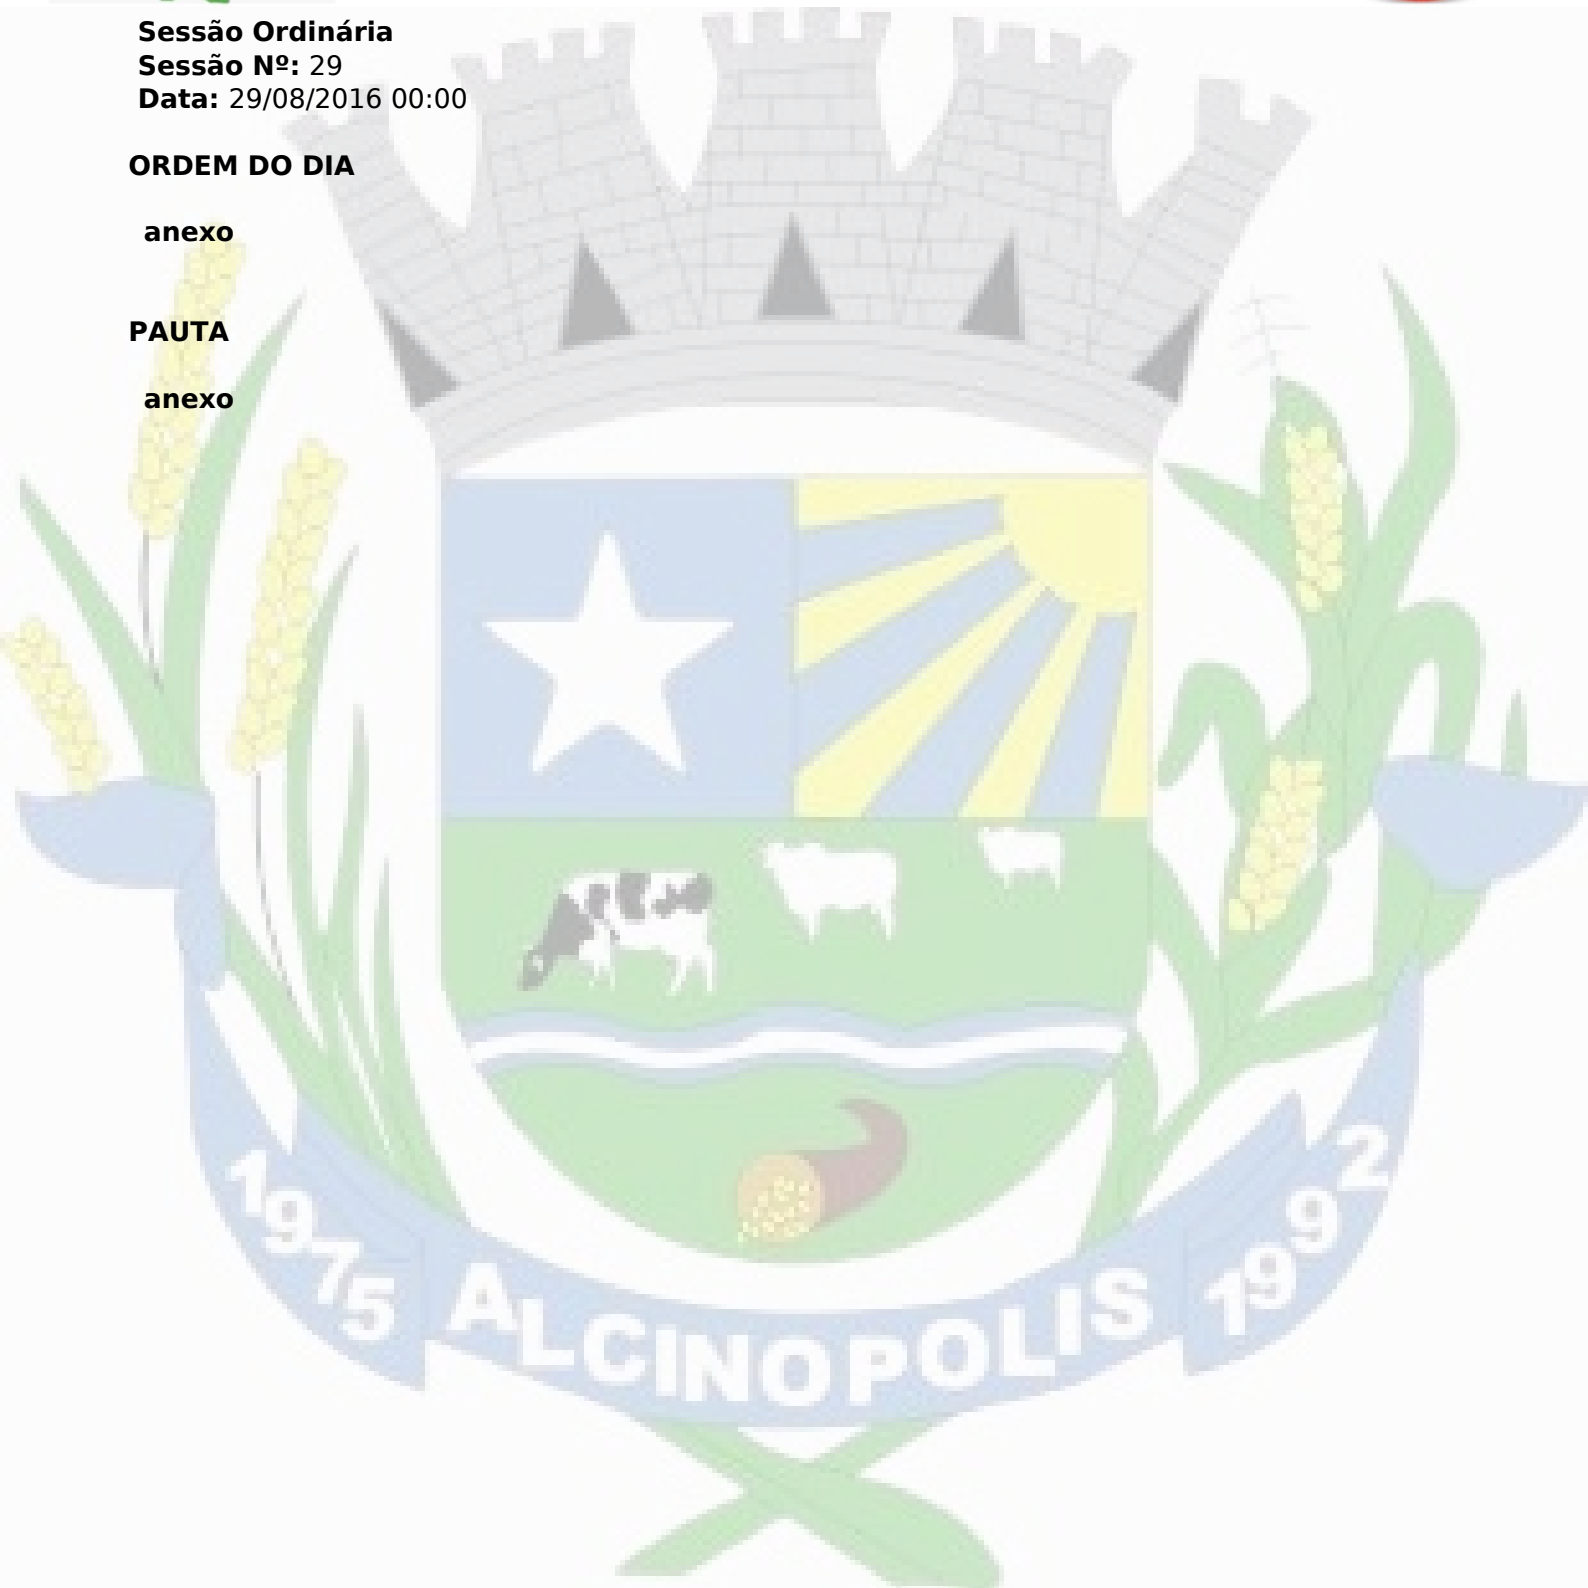 Sessão Ordinária
Sessão Nº: 29
Data: 29/08/2016 00:00
ORDEM DO DIA
anexo
PAUTA
anexo
1975 ALCINOPOLIS 1992